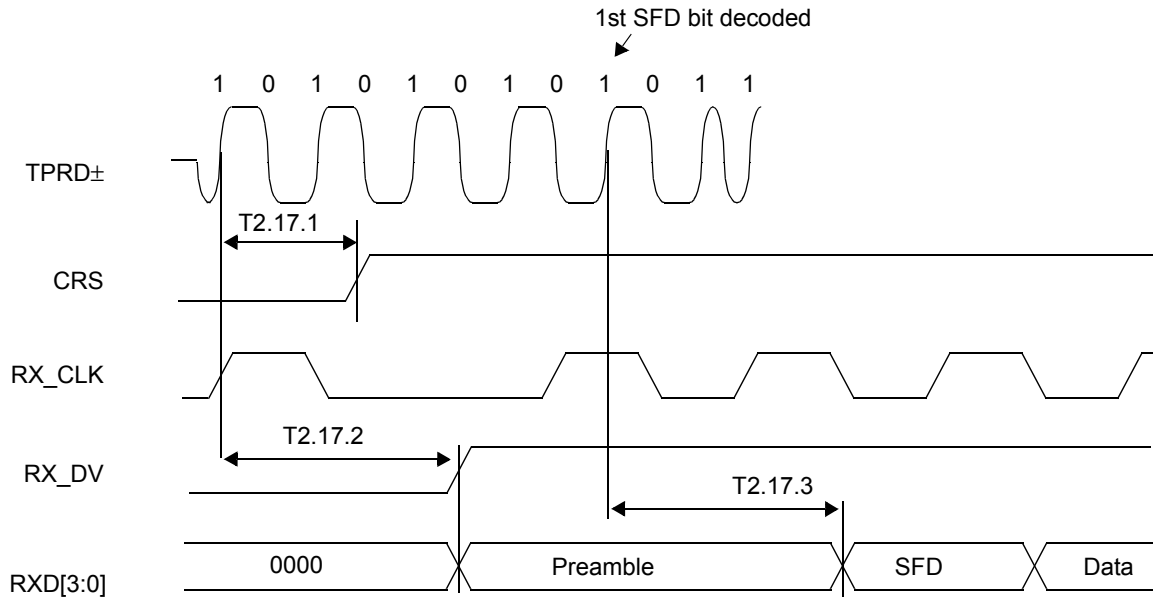 1st SFD bit decoded
1 0 1 0 1 0 1 0 1 0 1 1
TPRD±
T2.17.1
CRS
RX_CLK
T2.17.2
RX_DV
T2.17.3
RXD[3:0]
0000
Preamble
SFD
Data